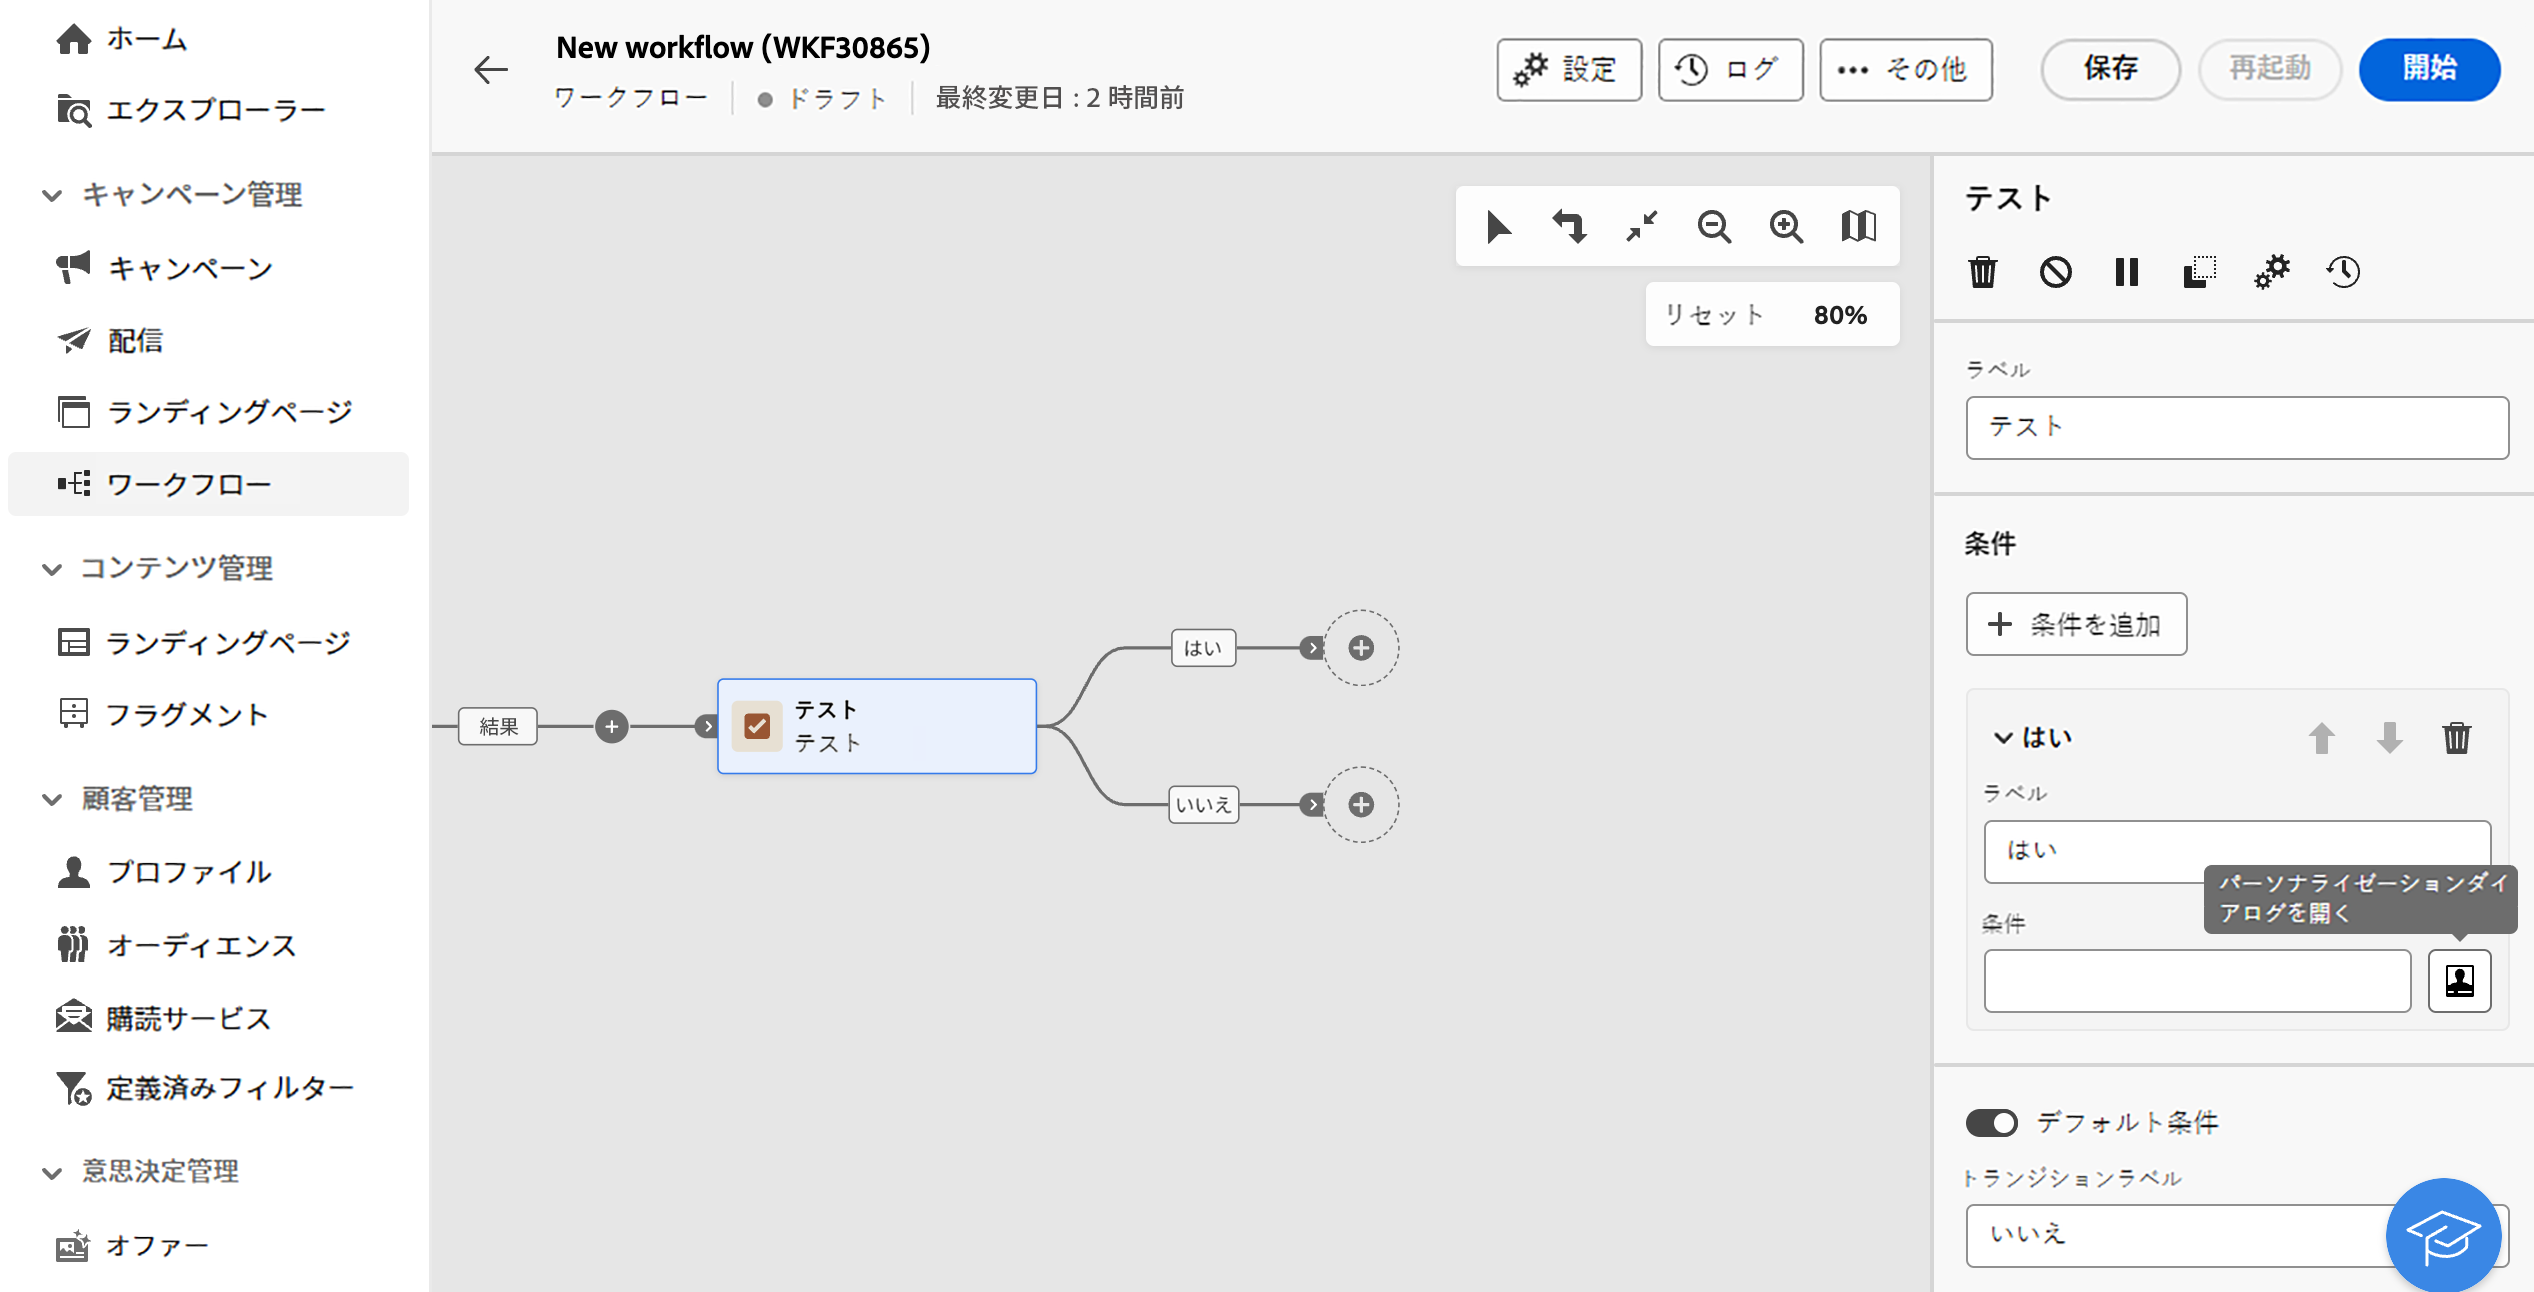 ホーム
エクスプローラー
キャンペーン管理
キャンペーン
配信
ランディングページ
ワークフロー
コンテンツ管理
ランディングページ
フラグメント
顧客管理
プロファイル
オーディエンス
購読サービス
定義済みフィルター
意思決定管理
オファー
New workflow (WKF30865)
ワークフロー ドラフト 最終変更日 : 2 時間前
設定 ログ その他 保存 再起動 開始
リセット 80%
結果
テスト
テスト
はい
いいえ
テスト
ラベル
テスト
条件
条件を追加
はい
ラベル
はい
パーソナライゼーションダイ
アログを開く
条件
デフォルト条件
トランジションラベル
いいえ